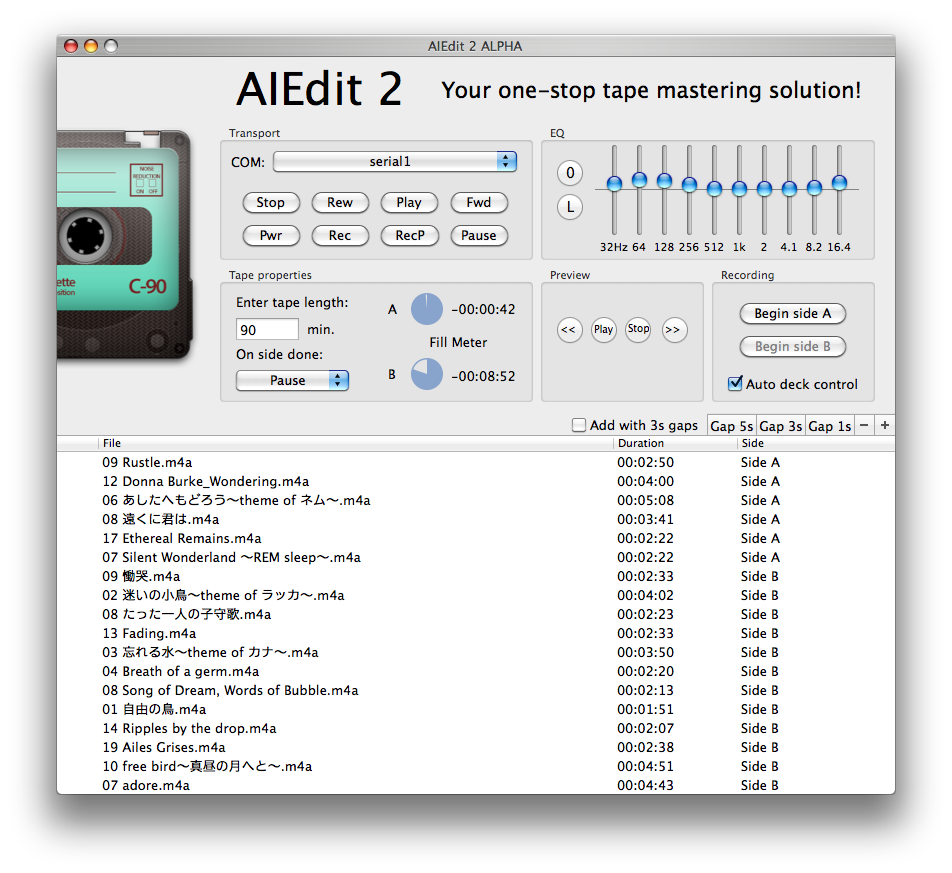 AIEdit 2 ALPHA
AIEdit 2 Your one-stop tape mastering solution!
Transport
COM: serial1
Stop Rew Play Fwd
Pwr Rec RecP Pause
EQ
0
L
32Hz 64 128 256 512 1k 2 4.1 8.2 16.4
NOISE
REDUCTION
ON OFF
C-90
Tape properties
Enter tape length:
90 min.
On side done:
Pause
A -00:00:42
Fill Meter
B -00:08:52
Preview
<< Play Stop >>
Recording
Begin side A
Begin side B
Auto deck control
Add with 3s gaps Gap 5s Gap 3s Gap 1s − +
File Duration Side
09 Rustle.m4a 00:02:50 Side A
12 Donna Burke_Wondering.m4a 00:04:00 Side A
06 あしたへもどろう〜theme of ネム〜.m4a 00:05:08 Side A
08 遠くに君は.m4a 00:03:41 Side A
17 Ethereal Remains.m4a 00:02:22 Side A
07 Silent Wonderland 〜REM sleep〜.m4a 00:02:22 Side A
09 慟哭.m4a 00:02:33 Side B
02 迷いの小鳥〜theme of ラッカ〜.m4a 00:04:02 Side B
08 たった一人の子守歌.m4a 00:02:23 Side B
13 Fading.m4a 00:02:33 Side B
03 忘れる水〜theme of カナ〜.m4a 00:03:50 Side B
04 Breath of a germ.m4a 00:02:20 Side B
08 Song of Dream, Words of Bubble.m4a 00:02:13 Side B
01 自由の鳥.m4a 00:01:51 Side B
14 Ripples by the drop.m4a 00:02:07 Side B
19 Ailes Grises.m4a 00:02:38 Side B
10 free bird〜真昼の月へと〜.m4a 00:04:51 Side B
07 adore.m4a 00:04:43 Side B